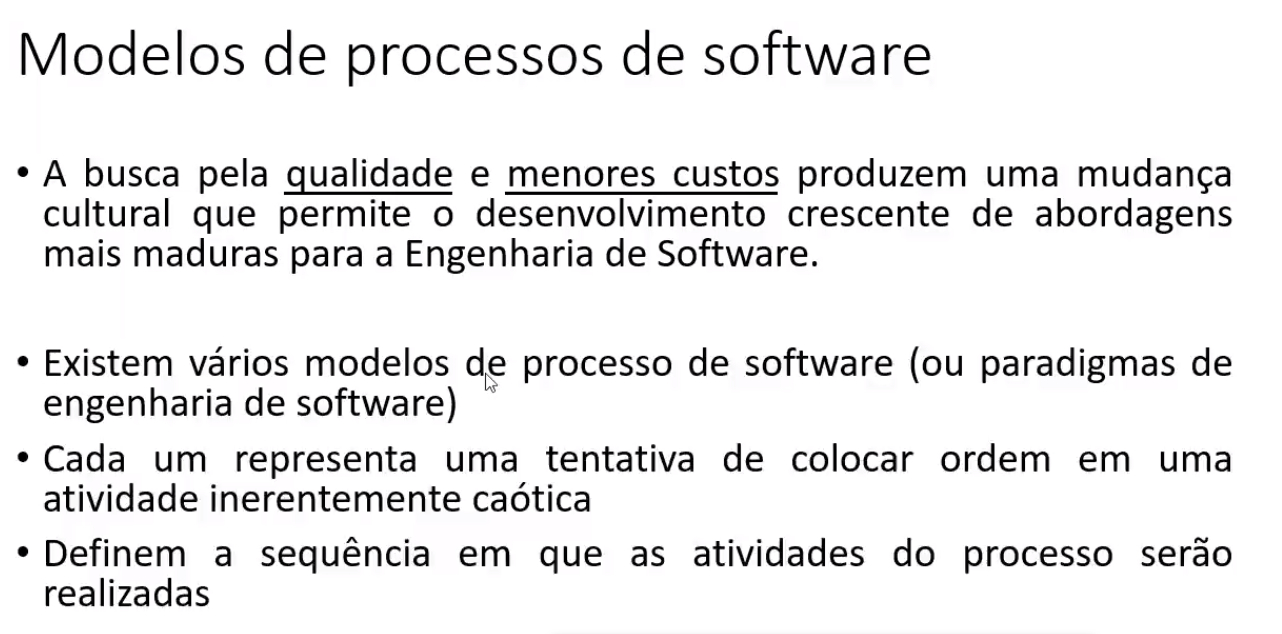 Modelos de processos de software
• A busca pela qualidade e menores custos produzem uma mudança
cultural que permite o desenvolvimento crescente de abordagens
mais maduras para a Engenharia de Software.
• Existem vários modelos de processo de software (ou paradigmas de
engenharia de software)
• Cada um representa uma tentativa de colocar ordem em uma
atividade inerentemente caótica
• Definem a sequência em que as atividades do processo serão
realizadas